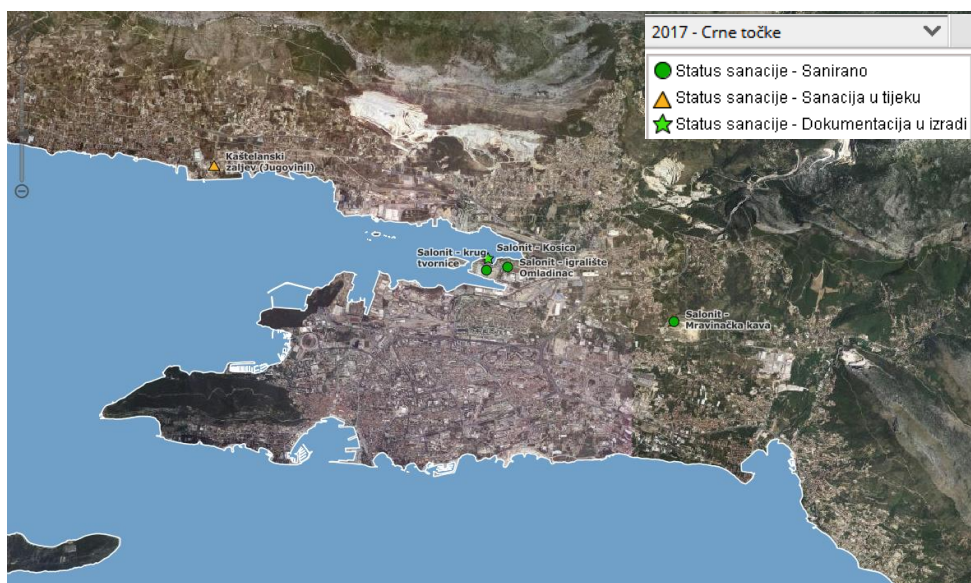 2017 - Crne točke
Status sanacije - Sanirano
Status sanacije - Sanacija u tijeku
Status sanacije - Dokumentacija u izradi
Kaštelanski
zaljev (Jugovinil)
Salonit - krug
tvornice
Salonit - Kosica
Salonit - igralište
Omladinac
Salonit -
Mravinačka kava